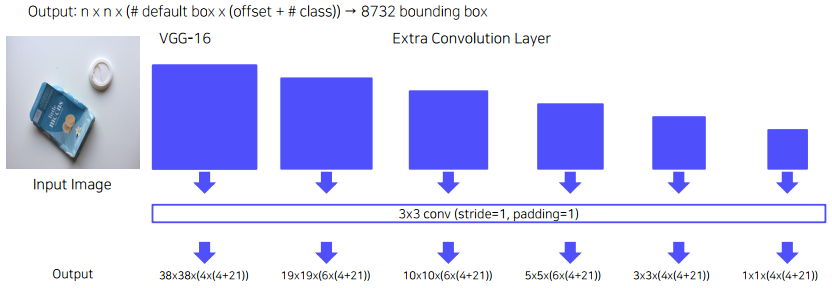 Output: n x n x (# default box x (offset + # class)) → 8732 bounding box
VGG-16
Extra Convolution Layer
Input Image
3x3 conv (stride=1, padding=1)
Output
38x38x(4x(4+21))
19x19x(6x(4+21))
10x10x(6x(4+21))
5x5x(6x(4+21))
3x3x(4x(4+21))
1x1x(4x(4+21))